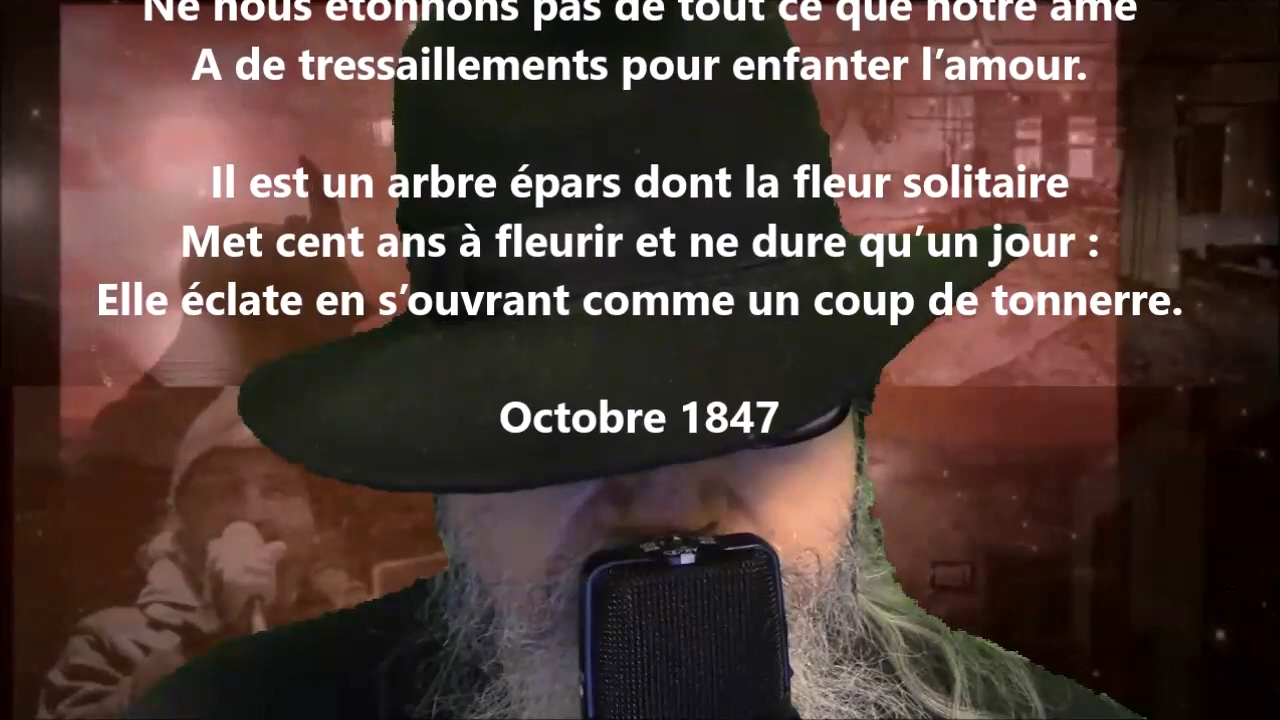 Ne nous étonnons pas de tout ce que notre âme
A de tressaillements pour enfanter l’amour.
Il est un arbre épars dont la fleur solitaire
Met cent ans à fleurir et ne dure qu’un jour :
Elle éclate en s’ouvrant comme un coup de tonnerre.
Octobre 1847